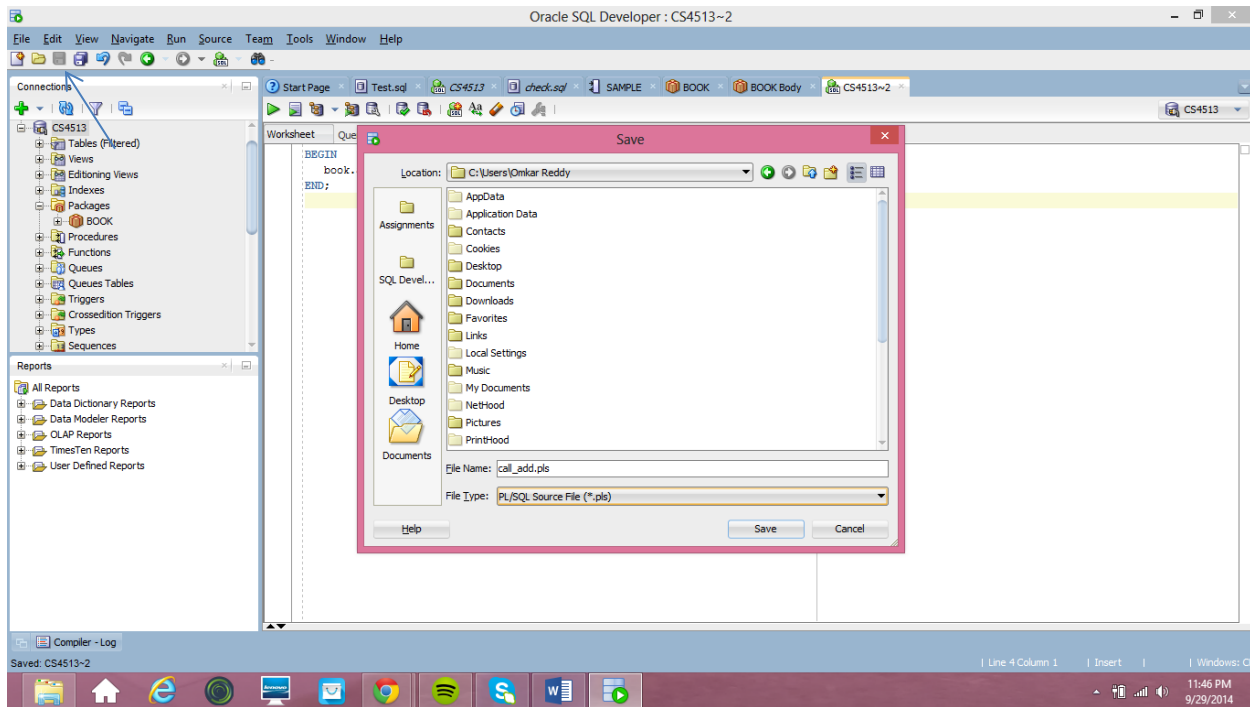 Oracle SQL Developer : CS4513~2
File Edit View Navigate Run Source Team Tools Window Help
Connections
Start Page
Test.sql
CS4513
check.sql
SAMPLE
BOOK
BOOK Body
CS4513~2
CS4513
CS4513
Tables (Filtered)
Views
Editioning Views
Indexes
Packages
BOOK
Procedures
Functions
Queues
Queues Tables
Triggers
Crossedition Triggers
Types
Sequences
Reports
All Reports
Data Dictionary Reports
Data Modeler Reports
OLAP Reports
TimesTen Reports
User Defined Reports
Worksheet Que
BEGIN
book.
END;
Save
Location: C:\Users\Omkar Reddy
Assignments
SQL Devel...
Home
Desktop
Documents
AppData
Application Data
Contacts
Cookies
Desktop
Documents
Downloads
Favorites
Links
Local Settings
Music
My Documents
NetHood
Pictures
PrintHood
File Name: call_add.pls
File Type: PL/SQL Source File (*.pls)
Help Save Cancel
Compiler - Log
Saved: CS4513~2
| Line 4 Column 1 | Insert | | Windows: C
lenovo
11:46 PM
9/29/2014